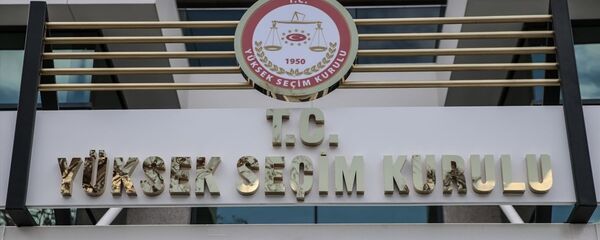 T.C.
1950
YÜKSEK SEÇİM KURULU
T.C.
YÜKSEK SEÇİM KURULU